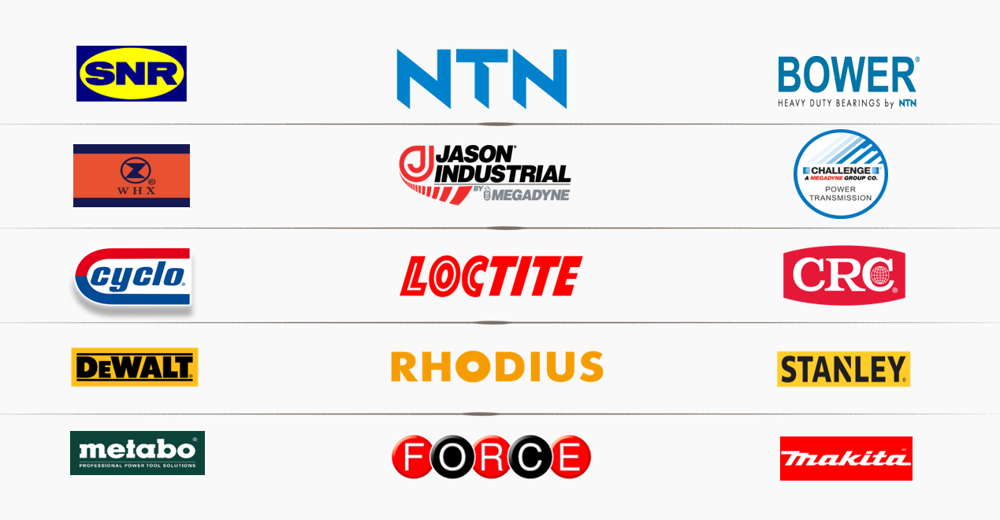 SNR
NTN
BOWER®
HEAVY DUTY BEARINGS by NTN
WHX®
JASON®
INDUSTRIAL
BY MEGADYNE
CHALLENGE
A MEGADYNE GROUP CO.
POWER
TRANSMISSION
cyclo®
LOCTITE
CRC®
DEWALT®
RHODIUS
STANLEY®
metabo®
PROFESSIONAL POWER TOOL SOLUTIONS
FORCE
makita